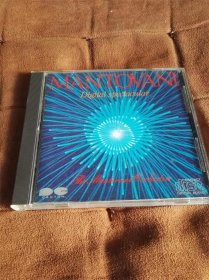 MANTOVANI
Digital spectacular
The Mantovani Orchestra